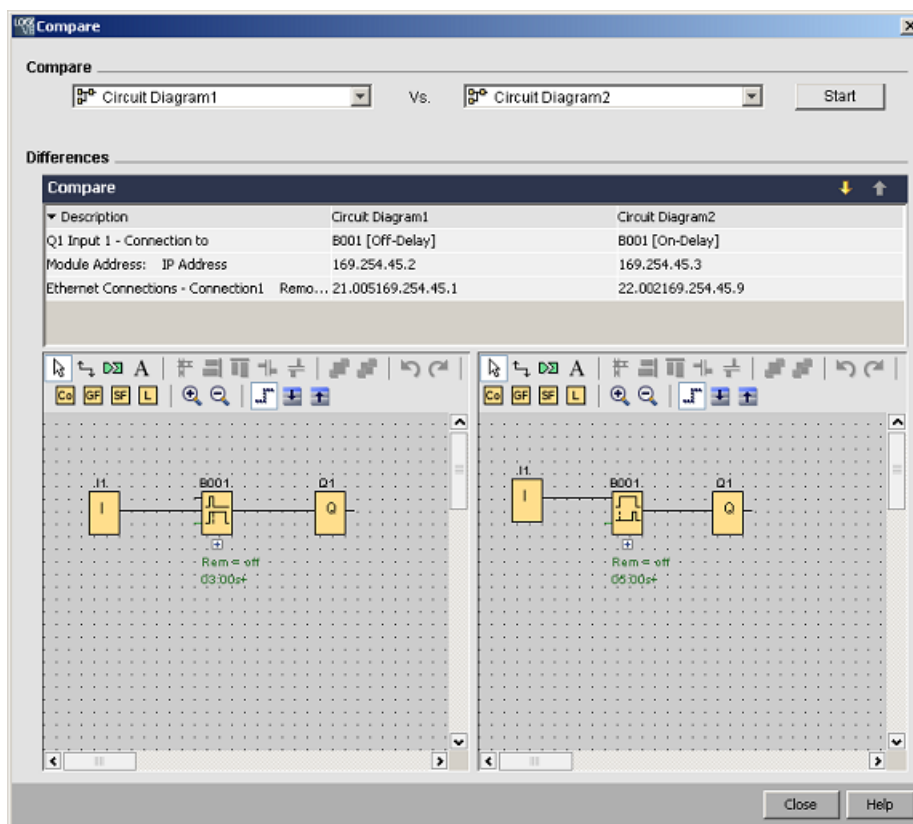 Compare
Compare
Circuit Diagram1 Vs. Circuit Diagram2 Start
Differences
Compare
Description Circuit Diagram1 Circuit Diagram2
Q1 Input 1 - Connection to B001 [Off-Delay] B001 [On-Delay]
Module Address: IP Address 169.254.45.2 169.254.45.3
Ethernet Connections - Connection1 Remo... 21.005169.254.45.1 22.002169.254.45.9
A A
Co GF SF L Co GF SF L
I1. B001. Q1 I1. B001. Q1
I Q I Q
Rem = off Rem = off
03:00s+ 05:00s+
Close Help